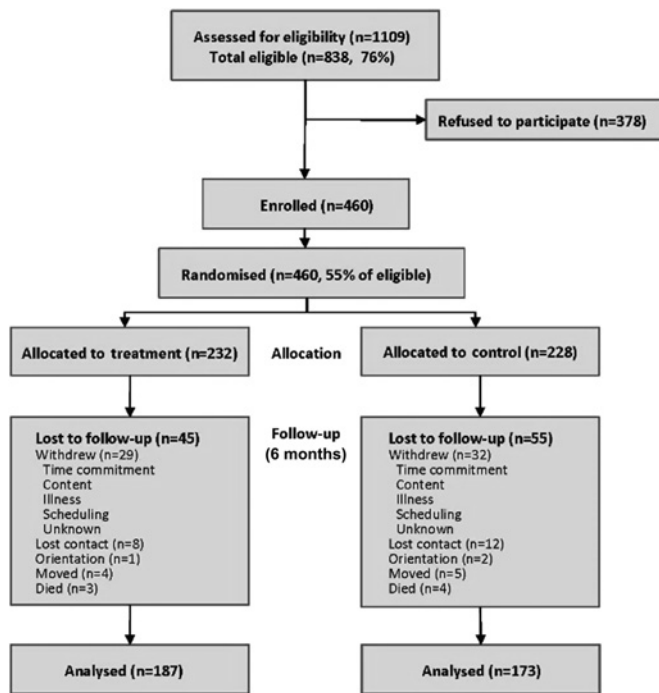 Assessed for eligibility (n=1109)
Total eligible (n=838, 76%)
Refused to participate (n=378)
Enrolled (n=460)
Randomised (n=460, 55% of eligible)
Allocated to treatment (n=232)
Allocation
Allocated to control (n=228)
Lost to follow-up (n=45)
Withdrew (n=29)
Time commitment
Content
Illness
Scheduling
Unknown
Lost contact (n=8)
Orientation (n=1)
Moved (n=4)
Died (n=3)
Follow-up
(6 months)
Lost to follow-up (n=55)
Withdrew (n=32)
Time commitment
Content
Illness
Scheduling
Unknown
Lost contact (n=12)
Orientation (n=2)
Moved (n=5)
Died (n=4)
Analysed (n=187)
Analysed (n=173)